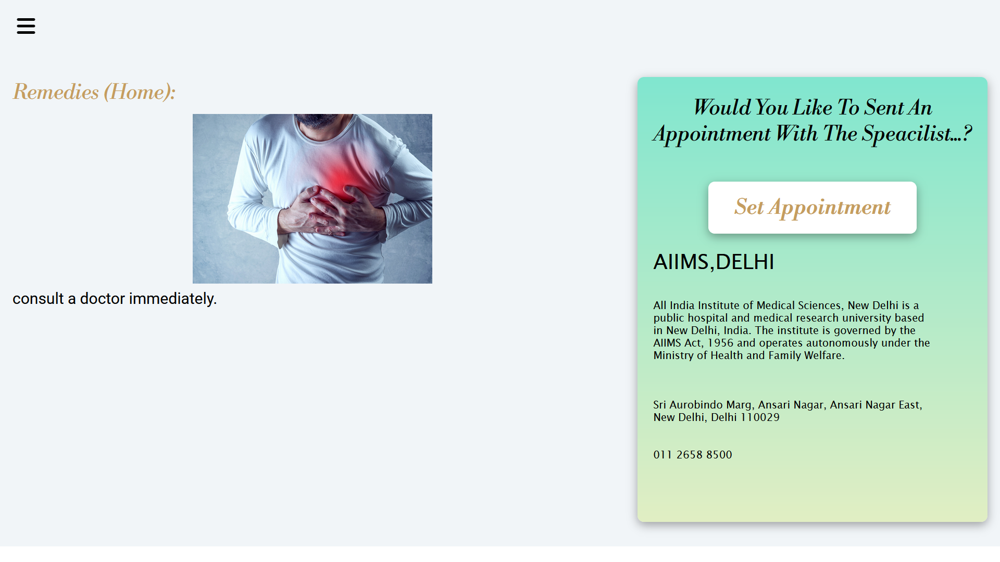 Remedies (Home):
consult a doctor immediately.
Would You Like To Sent An
Appointment With The Speacilist...?
Set Appointment
AIIMS,DELHI
All India Institute of Medical Sciences, New Delhi is a
public hospital and medical research university based
in New Delhi, India. The institute is governed by the
AIIMS Act, 1956 and operates autonomously under the
Ministry of Health and Family Welfare.
Sri Aurobindo Marg, Ansari Nagar, Ansari Nagar East,
New Delhi, Delhi 110029
011 2658 8500